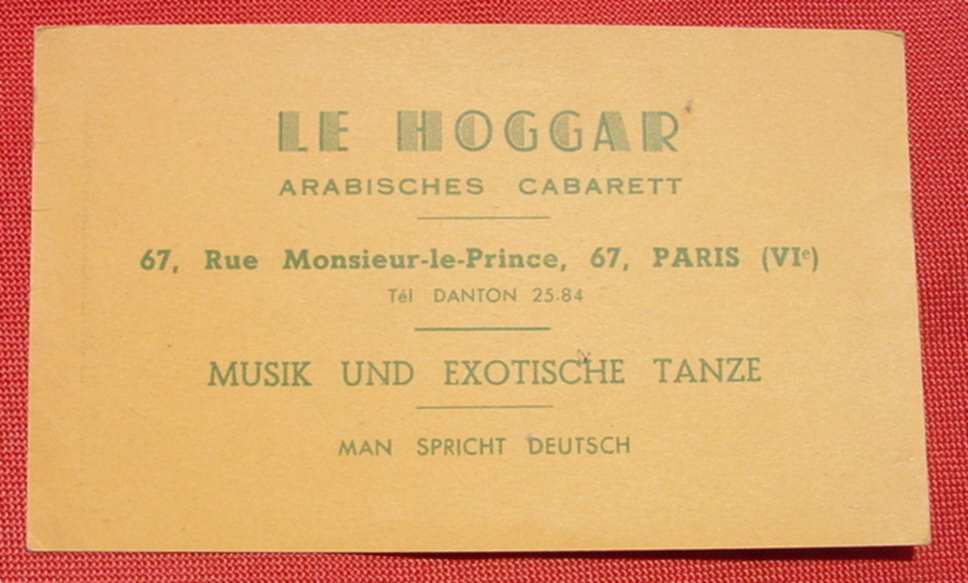 LE HOGGAR
ARABISCHES CABARETT
67, Rue Monsieur-le-Prince, 67, PARIS (VIe)
Tél DANTON 25.84
MUSIK UND EXOTISCHE TANZE
MAN SPRICHT DEUTSCH